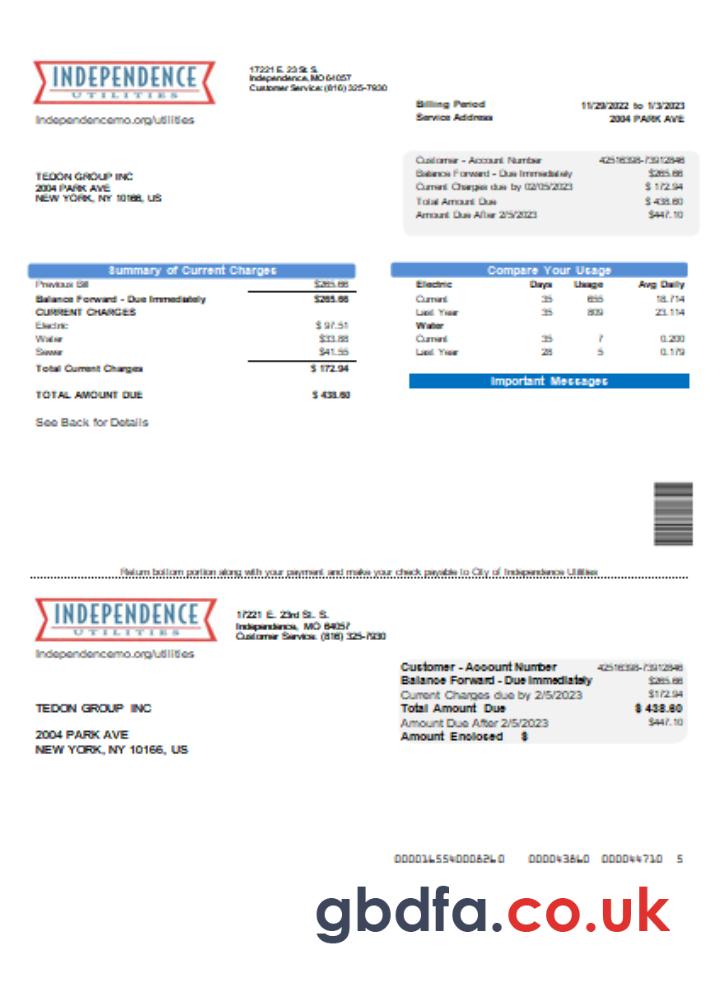 INDEPENDENCE
UTILITIES
Independencemo.org/utilities
17221 E. 23 St S.
Independence, MO 64057
Customer Service: (816) 325-7930
Billing Period 11/29/2022 to 1/3/2023
Service Address 2004 PARK AVE
TEDON GROUP INC
2004 PARK AVE
NEW YORK, NY 10166, US
Customer - Account Number 42516398-73912846
Balance Forward - Due Immediately $265.66
Current Charges due by 02/05/2023 $ 172.94
Total Amount Due $ 438.60
Amount Due After 2/5/2023 $447.10
Summary of Current Charges
Previous Bill $265.66
Balance Forward - Due Immediately $265.66
CURRENT CHARGES
Electric $ 97.51
Water $33.88
Sewer $41.55
Total Current Charges $ 172.94
TOTAL AMOUNT DUE $ 438.60
See Back for Details
Compare Your Usage
Electric Days Usage Avg Daily
Current 35 655 18.714
Last Year 35 809 23.114
Water
Current 35 7 0.200
Last Year 28 5 0.179
Important Messages
Return bottom portion along with your payment and make your check payable to City of Independence Utilities
INDEPENDENCE
UTILITIES
Independencemo.org/utilities
17221 E. 23rd St. S.
Independence, MO 64057
Customer Service. (816) 325-7930
TEDON GROUP INC
2004 PARK AVE
NEW YORK, NY 10166, US
Customer - Account Number 42516398-73912846
Balance Forward - Due Immediately $265.66
Current Charges due by 2/5/2023 $172.94
Total Amount Due $ 438.60
Amount Due After 2/5/2023 $447.10
Amount Enclosed $
0000165540008260 000043860 000044710 5
gbdfa.co.uk